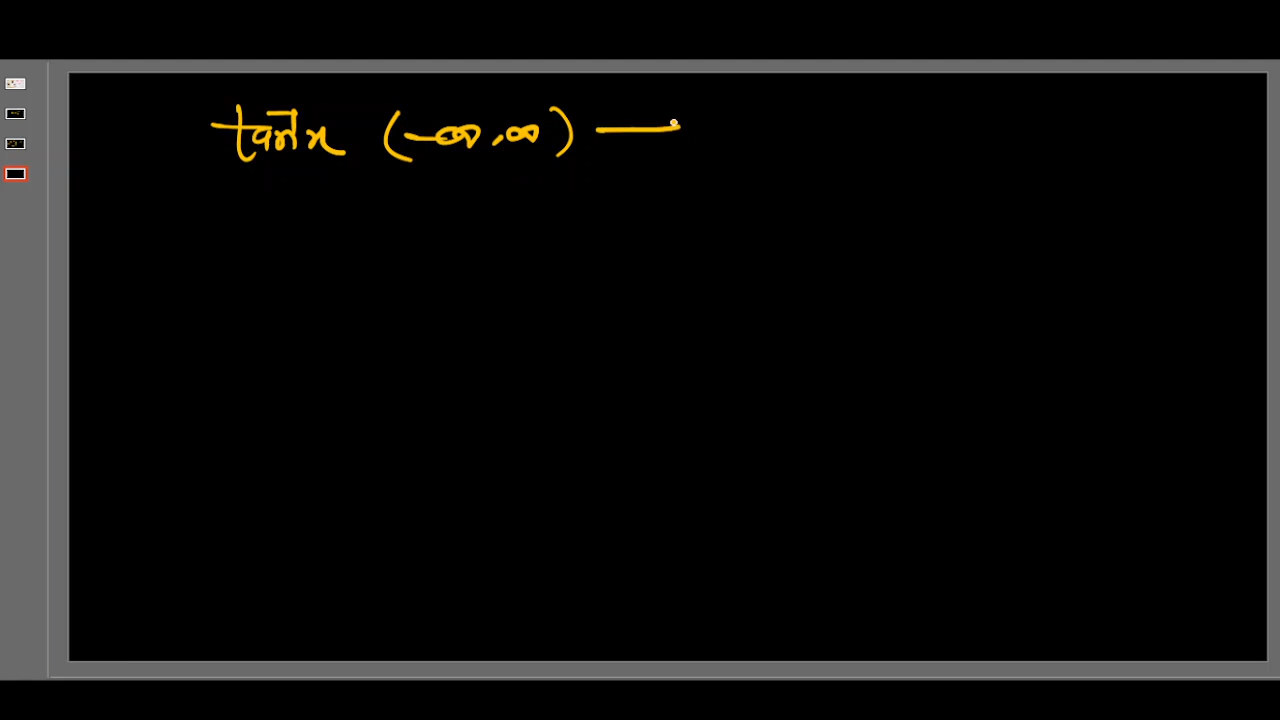 tan⁻¹x (-∞, ∞) —